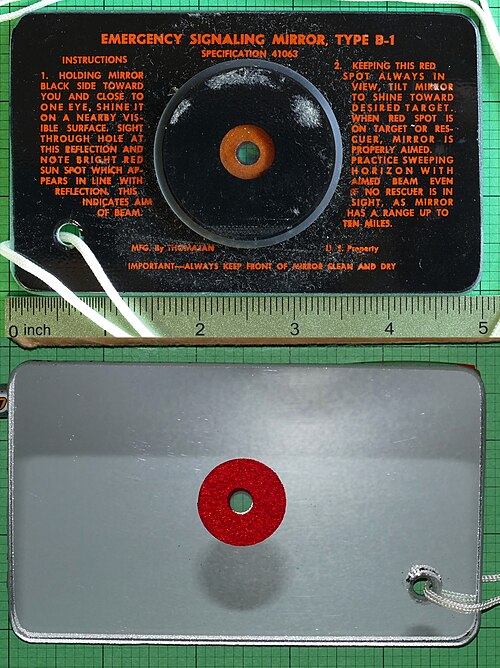 EMERGENCY SIGNALING MIRROR, TYPE B-1
SPECIFICATION 41063
INSTRUCTIONS
1. HOLDING MIRROR
BLACK SIDE TOWARD
YOU AND CLOSE TO
ONE EYE, SHINE IT
ON A NEARBY VIS-
IBLE SURFACE. SIGHT
THROUGH HOLE AT
THIS REFLECTION AND
NOTE BRIGHT RED
SUN SPOT WHICH AP-
PEARS IN LINE WITH
REFLECTION. THIS
INDICATES AIM
OF BEAM.
2. KEEPING THIS RED
SPOT ALWAYS IN
VIEW, TILT MIRROR
TO SHINE TOWARD
DESIRED TARGET.
WHEN RED SPOT IS
ON TARGET OR RES-
CUER, MIRROR IS
PROPERLY AIMED.
PRACTICE SWEEPING
HORIZON WITH
AIMED BEAM EVEN
IF NO RESCUER IS IN
SIGHT, AS MIRROR
HAS A RANGE UP TO
TEN MILES.
MFG. By THOMASAN
U. S. Property
IMPORTANT—ALWAYS KEEP FRONT OF MIRROR CLEAN AND DRY
0 inch 2 3 4 5